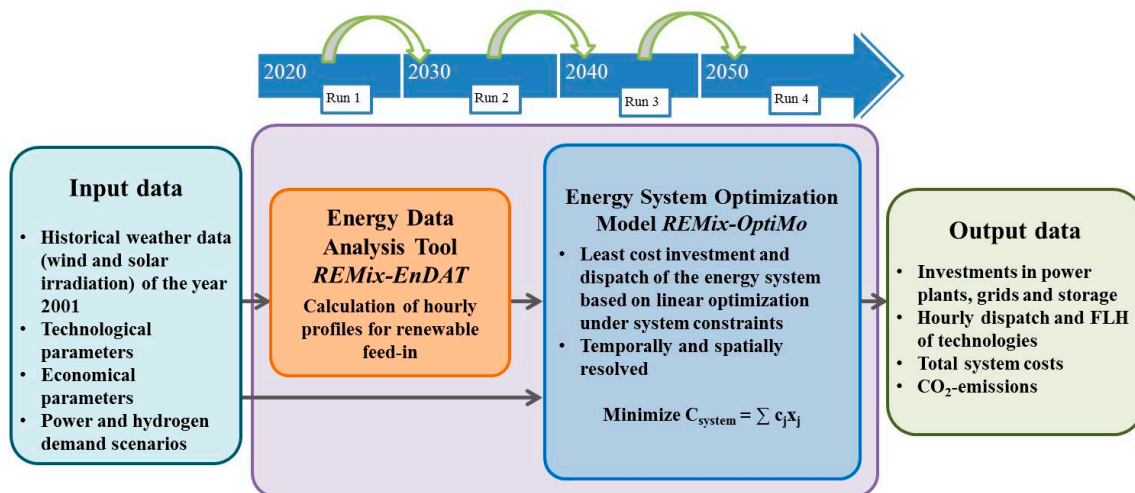 2020
2030
2040
2050
Run 1
Run 2
Run 3
Run 4
Input data
• Historical weather data
(wind and solar
irradiation) of the year
2001
• Technological
parameters
• Economical
parameters
• Power and hydrogen
demand scenarios
Energy Data
Analysis Tool
REMix-EnDAT
Calculation of hourly
profiles for renewable
feed-in
Energy System Optimization
Model REMix-OptiMo
• Least cost investment and
dispatch of the energy system
based on linear optimization
under system constraints
• Temporally and spatially
resolved
Minimize C_system = ∑ c_j x_j
Output data
• Investments in power
plants, grids and storage
• Hourly dispatch and FLH
of technologies
• Total system costs
• CO₂-emissions